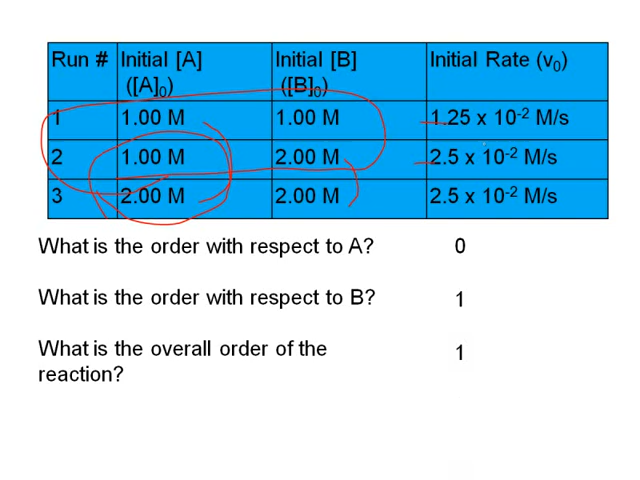 Run # Initial [A] Initial [B] Initial Rate (v₀)
([A]₀) ([B]₀)
1 1.00 M 1.00 M 1.25 x 10⁻² M/s
2 1.00 M 2.00 M 2.5 x 10⁻² M/s
3 2.00 M 2.00 M 2.5 x 10⁻² M/s
What is the order with respect to A? 0
What is the order with respect to B? 1
What is the overall order of the 1
reaction?